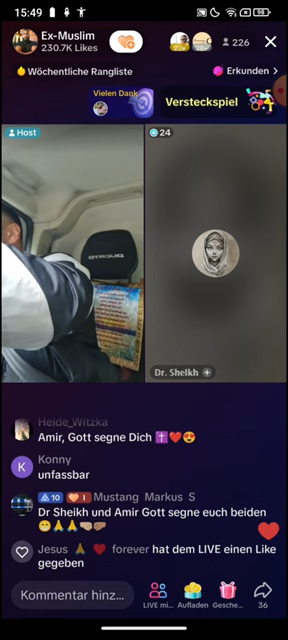 15:49
98
Ex-Muslim
230.7K Likes
226
Wöchentliche Rangliste
Erkunden >
Vielen Dank
Versteckspiel
Host
24
Dr. Sheikh
Heide_Witzka
Amir, Gott segne Dich ✝️❤️😍
K
Konny
unfassbar
10
I
Mustang Markus S
Dr Sheikh und Amir Gott segne euch beiden
😁🙏🙏🤜🤛
Jesus 🙏 ❤️ forever hat dem LIVE einen Like
gegeben
Kommentar hinz...
LIVE mi...
Aufladen
Gesche...
36